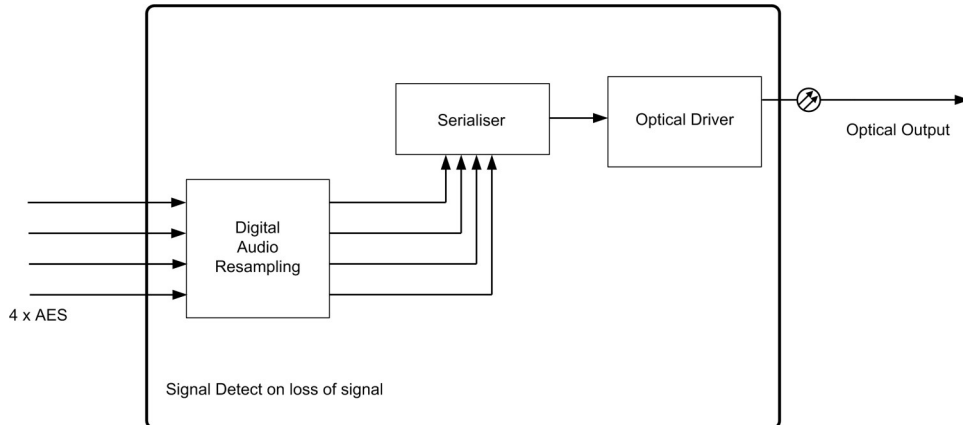 Serialiser
Optical Driver
Optical Output
Digital
Audio
Resampling
4 x AES
Signal Detect on loss of signal